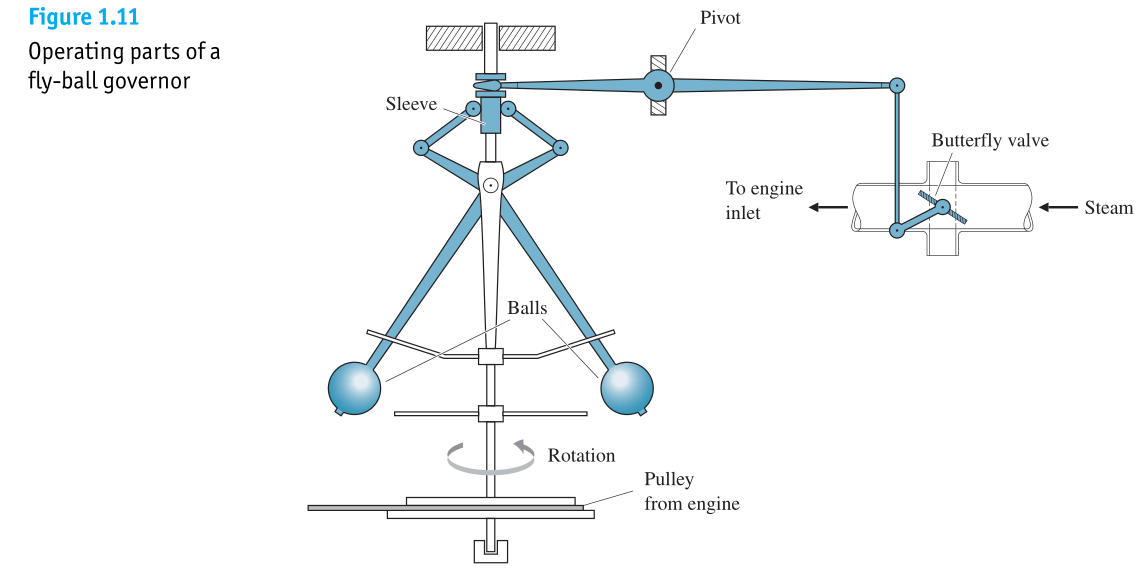 Figure 1.11
Operating parts of a
fly-ball governor
Pivot
Sleeve
Butterfly valve
To engine
inlet
Steam
Balls
Rotation
Pulley
from engine